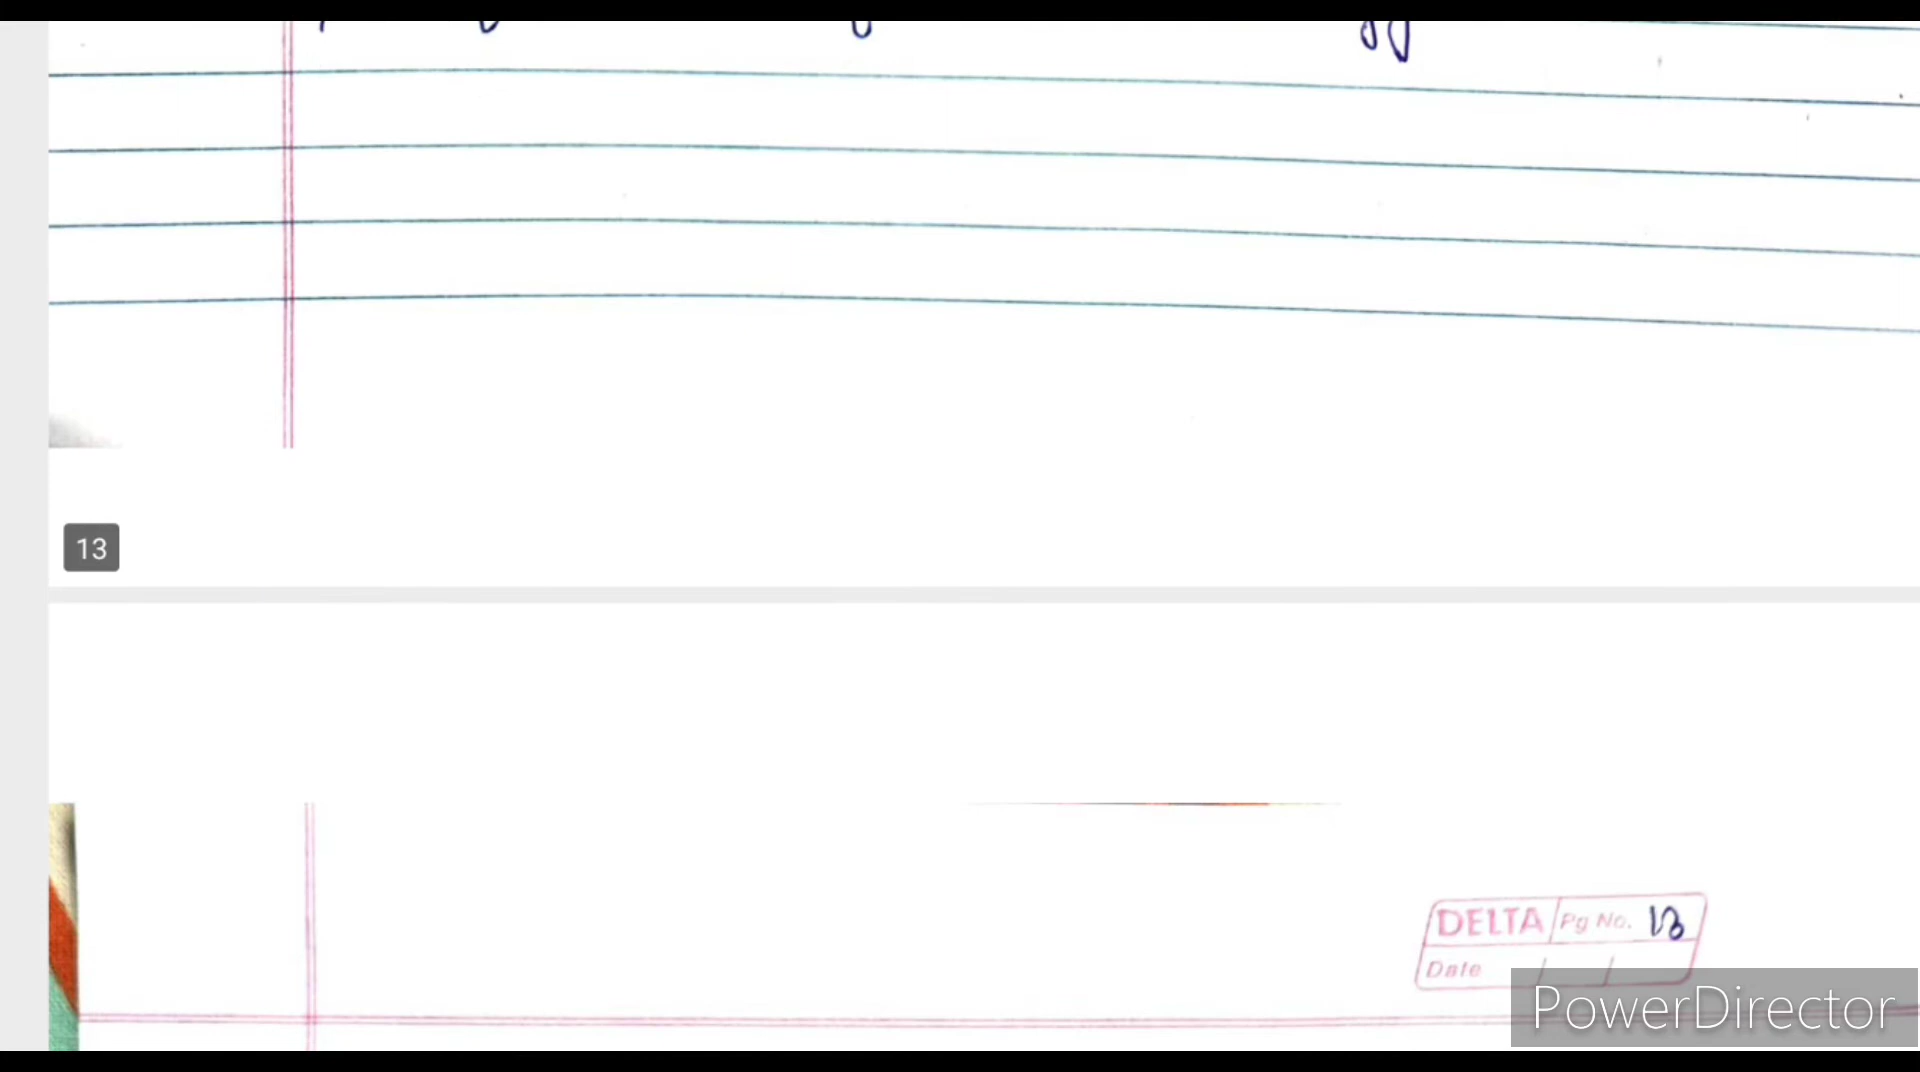 13
DELTA Pg No. 13
Date / /
PowerDirector